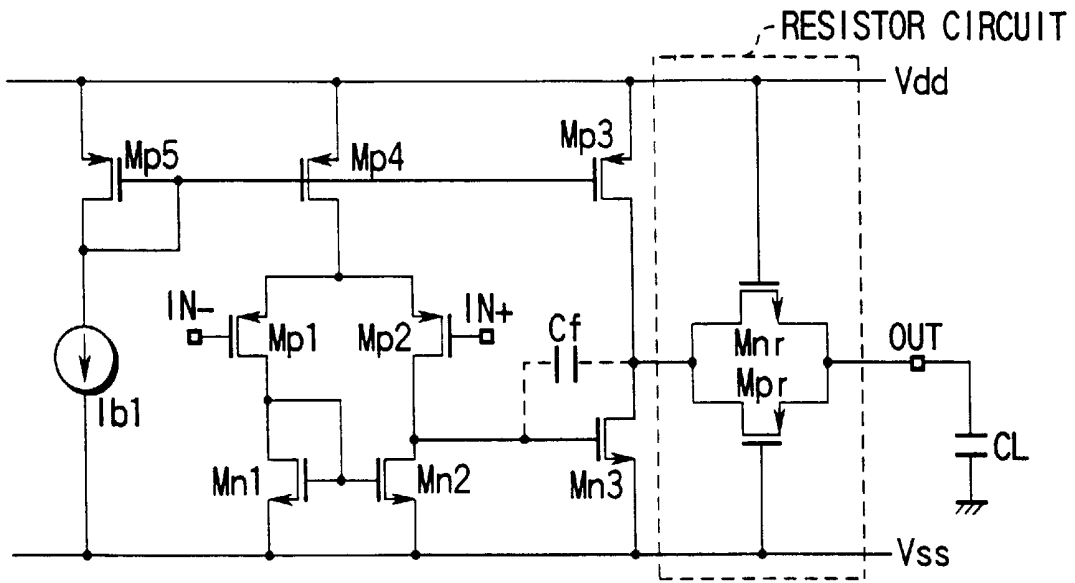 RESISTOR CIRCUIT
Vdd
Mp5
Mp4
Mp3
IN-
Mp1
Mp2
IN+
Cf
Mnr
OUT
Mpr
Ib1
Mn1
Mn2
Mn3
CL
Vss